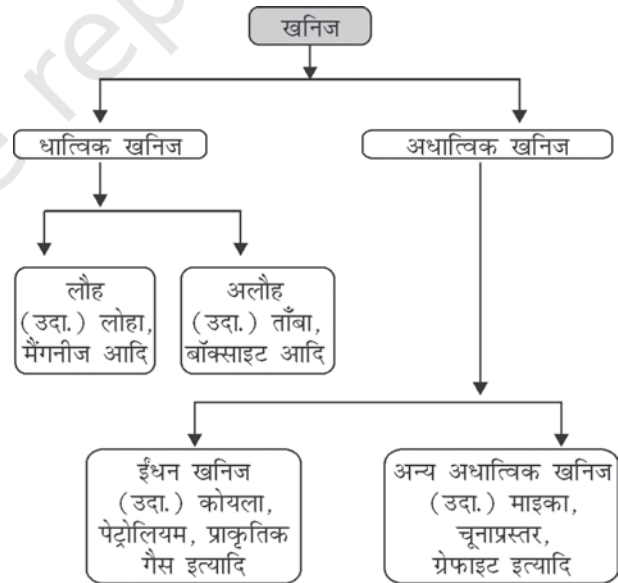 खनिज
धात्विक खनिज
अधात्विक खनिज
लौह
(उदा.) लोहा,
मैंगनीज आदि
अलौह
(उदा.) ताँबा,
बॉक्साइट आदि
ईंधन खनिज
(उदा.) कोयला,
पेट्रोलियम, प्राकृतिक
गैस इत्यादि
अन्य अधात्विक खनिज
(उदा.) माइका,
चूनाप्रस्तर,
ग्रेफाइट इत्यादि